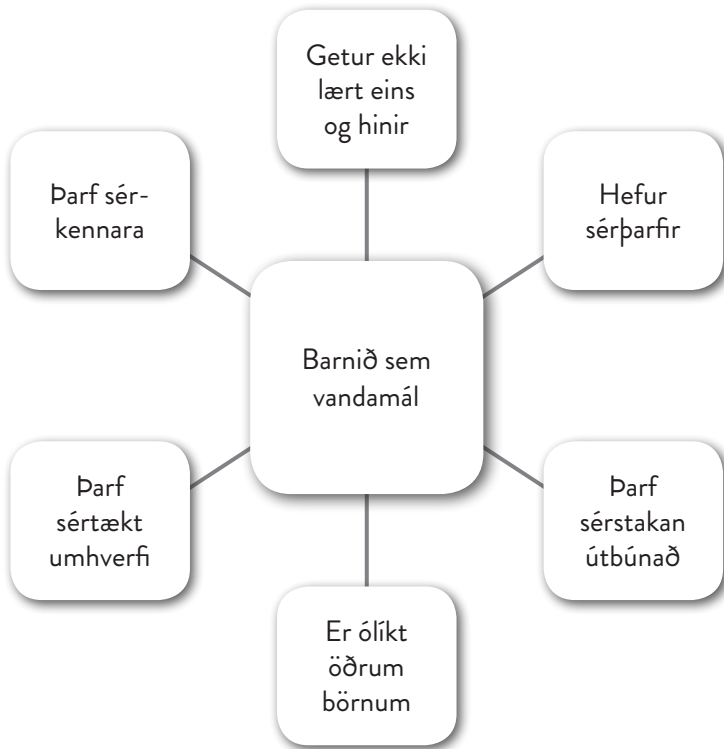 Getur ekki
lært eins
og hinir
Þarf sér-
kennara
Hefur
sérþarfir
Barnið sem
vandamál
Þarf
sértækt
umhverfi
Þarf
sérstakan
útbúnað
Er ólíkt
öðrum
börnum